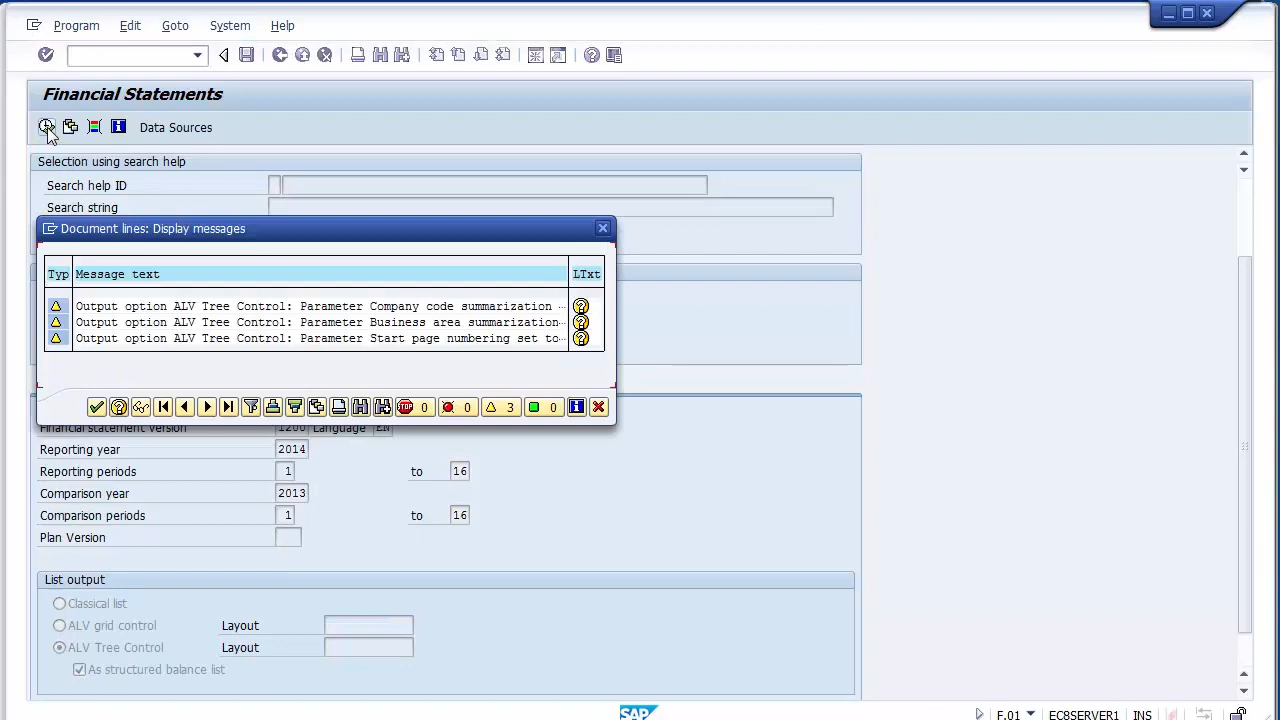 Program Edit Goto System Help
Financial Statements
Data Sources
Selection using search help
Search help ID
Search string
Document lines: Display messages
Typ Message text LTxt
Output option ALV Tree Control: Parameter Company code summarization
Output option ALV Tree Control: Parameter Business area summarization
Output option ALV Tree Control: Parameter Start page numbering set to
STOP 0 0 3 0
Financial statement version 1200 Language EN
Reporting year 2014
Reporting periods 1 to 16
Comparison year 2013
Comparison periods 1 to 16
Plan Version
List output
Classical list
ALV grid control Layout
ALV Tree Control Layout
As structured balance list
SAP F.01 EC8SERVER1 INS